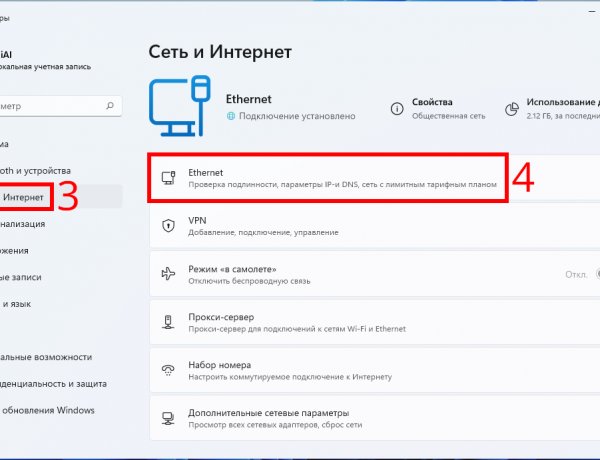 ры
iAI
окальная учетная запись
метр
Сеть и Интернет
Ethernet
Подключение установлено
Свойства
Общественная сеть
Использование д
2.12 ГБ, за последни
ма
oth и устройства
Интернет
3
нализация
жения
ые записи
и язык
альные возможности
иденциальность и защита
обновления Windows
Ethernet
Проверка подлинности, параметры IP-и DNS, сеть с лимитным тарифным планом
4
VPN
Добавление, подключение, управление
Режим «в самолете»
Отключить беспроводную связь
Откл.
Прокси-сервер
Прокси-сервер для подключений к сетям Wi-Fi и Ethernet
Набор номера
Настроить коммутируемое подключение к Интернету
Дополнительные сетевые параметры
Просмотр всех сетевых адаптеров, сброс сети